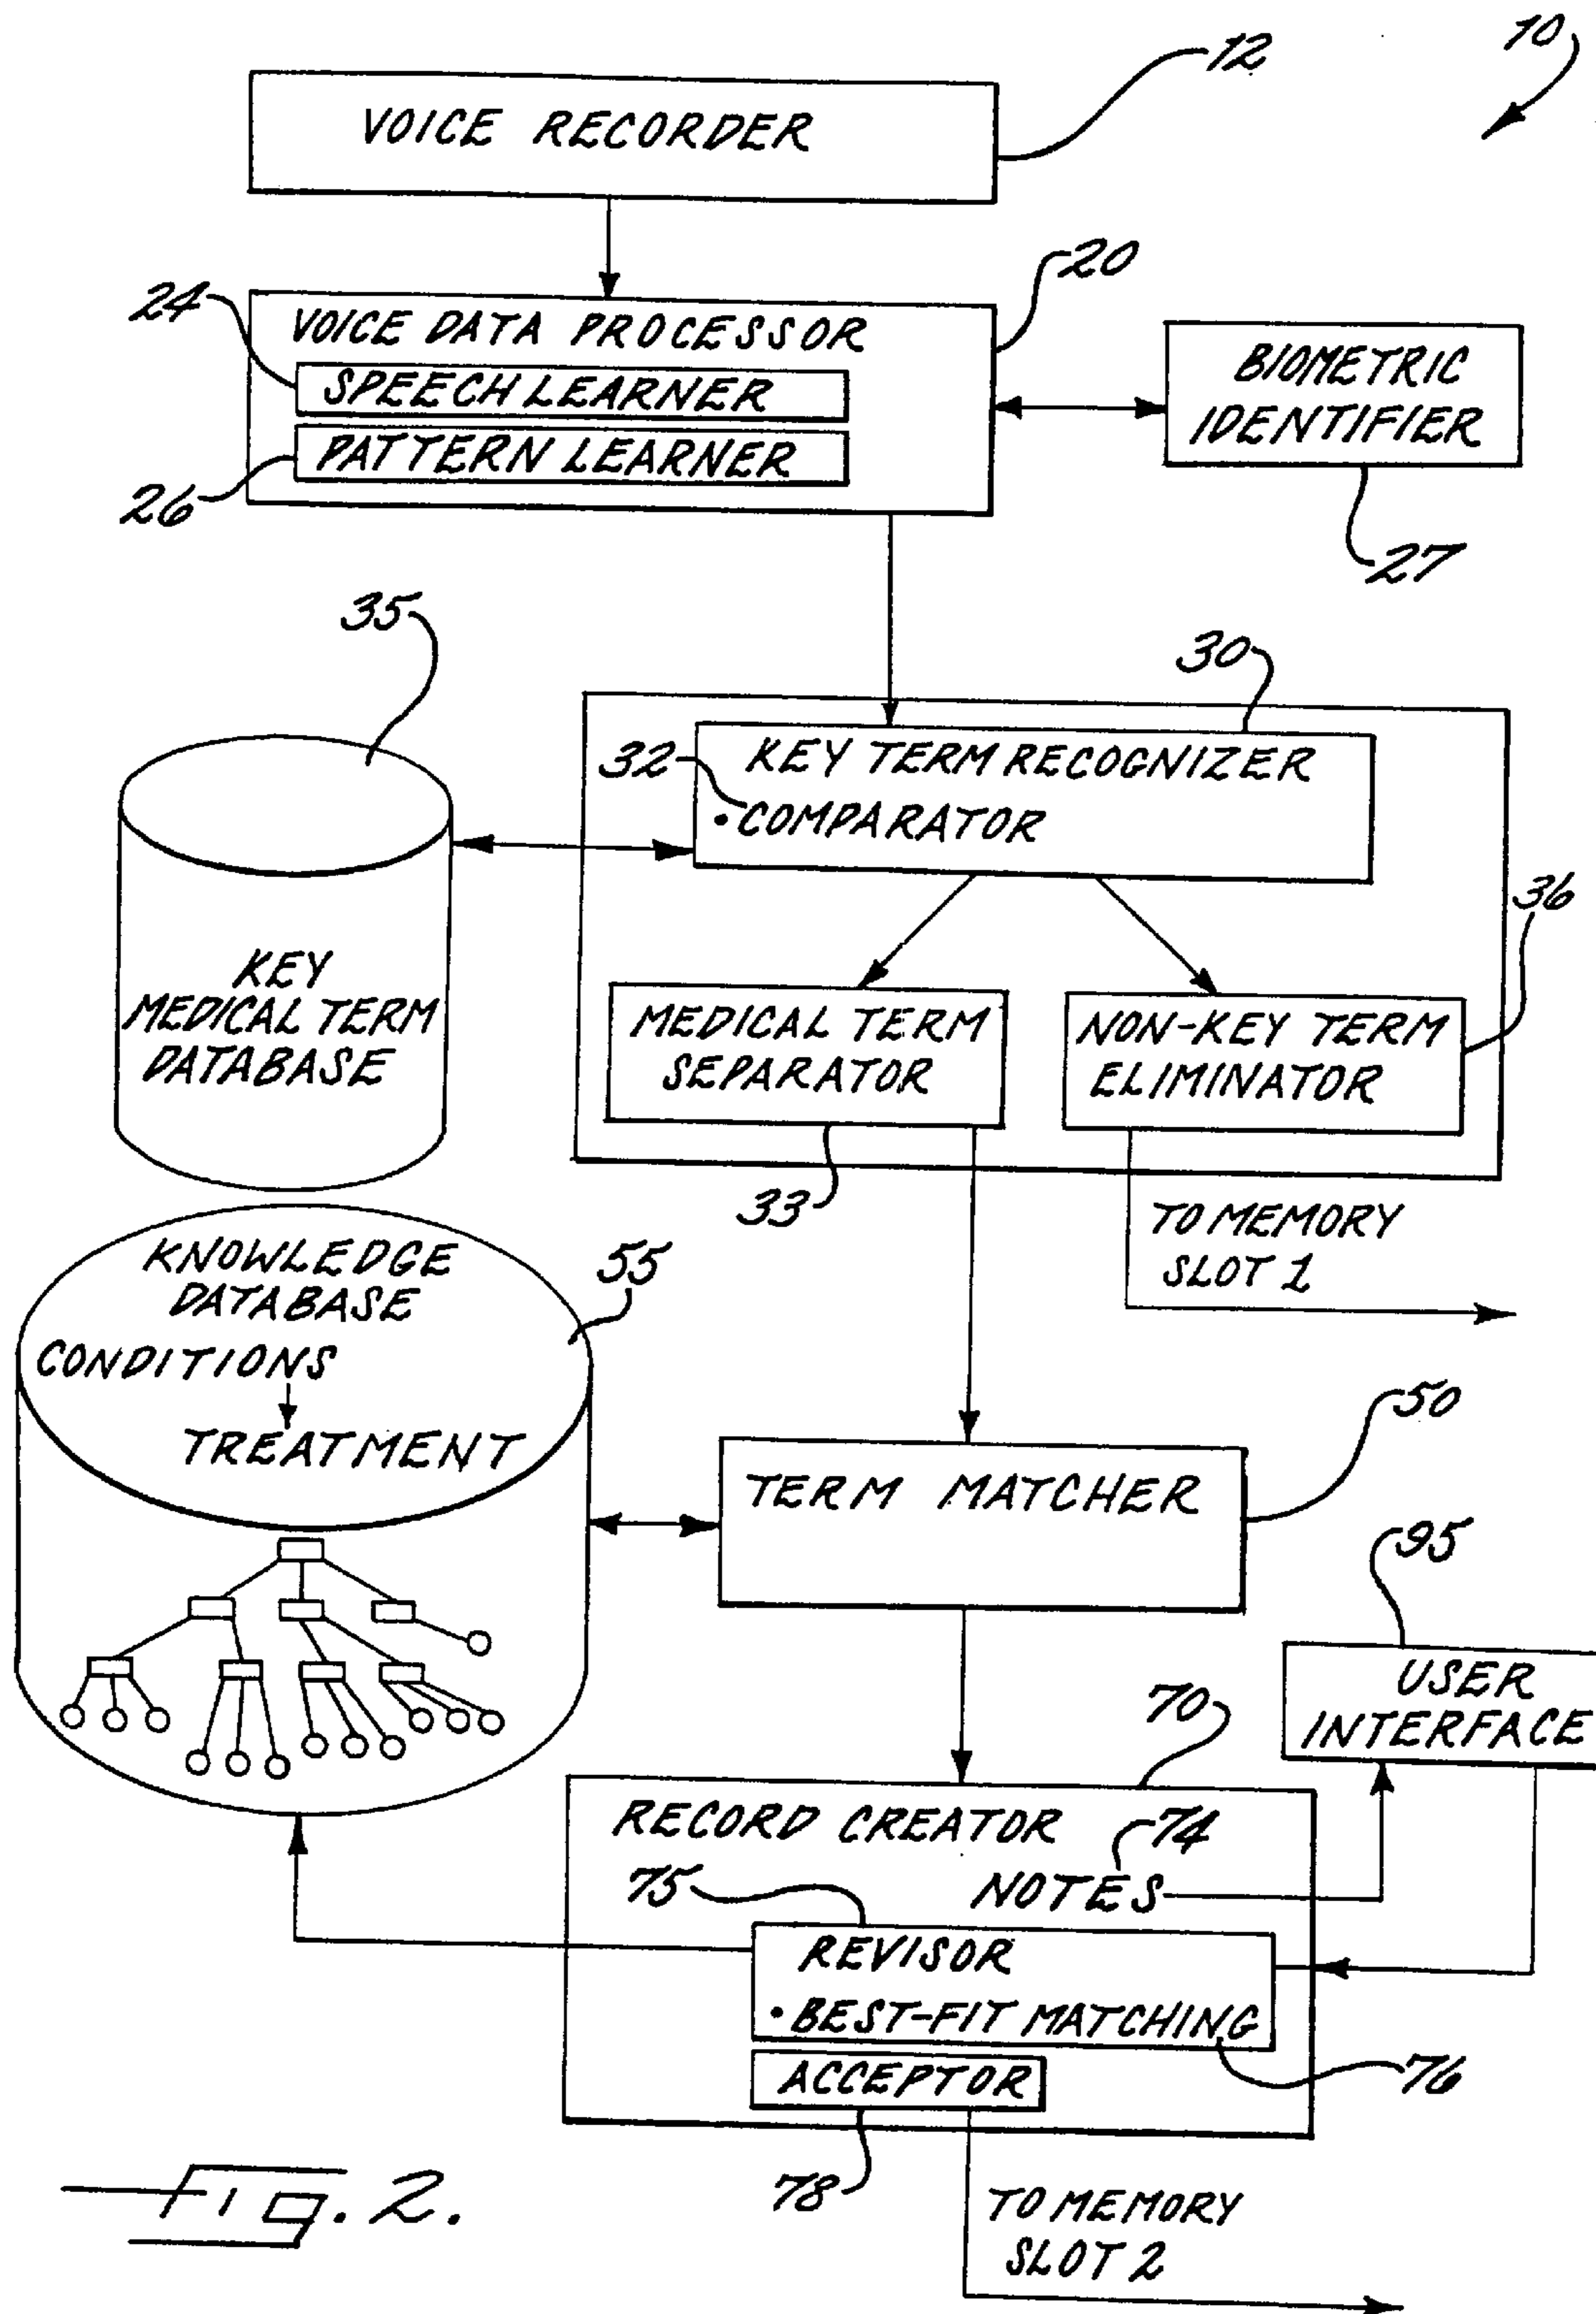 10
12
VOICE RECORDER
20
24
VOICE DATA PROCESSOR
SPEECH LEARNER
PATTERN LEARNER
26
BIOMETRIC
IDENTIFIER
27
35
30
32
KEY TERM RECOGNIZER
• COMPARATOR
36
KEY
MEDICAL TERM
DATABASE
MEDICAL TERM
SEPARATOR
NON-KEY TERM
ELIMINATOR
33
TO MEMORY
SLOT 1
KNOWLEDGE
DATABASE
CONDITIONS
TREATMENT
55
50
TERM MATCHER
95
USER
INTERFACE
70
RECORD CREATOR
74
NOTES
75
REVISOR
• BEST-FIT MATCHING
76
ACCEPTOR
78
TO MEMORY
SLOT 2
Fig. 2.